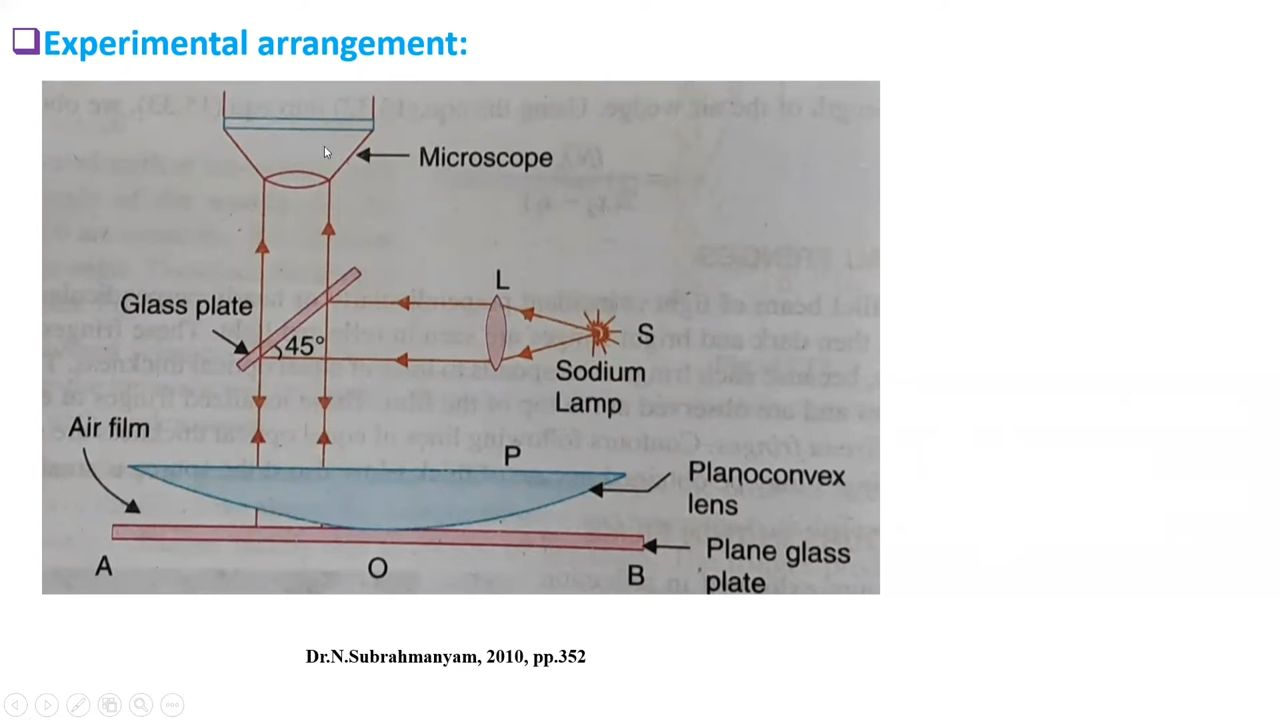 Experimental arrangement:
Microscope
L
Glass plate
45°
S
Sodium
Lamp
Air film
P
Planoconvex
lens
A
O
B
Plane glass
plate
Dr.N.Subrahmanyam, 2010, pp.352